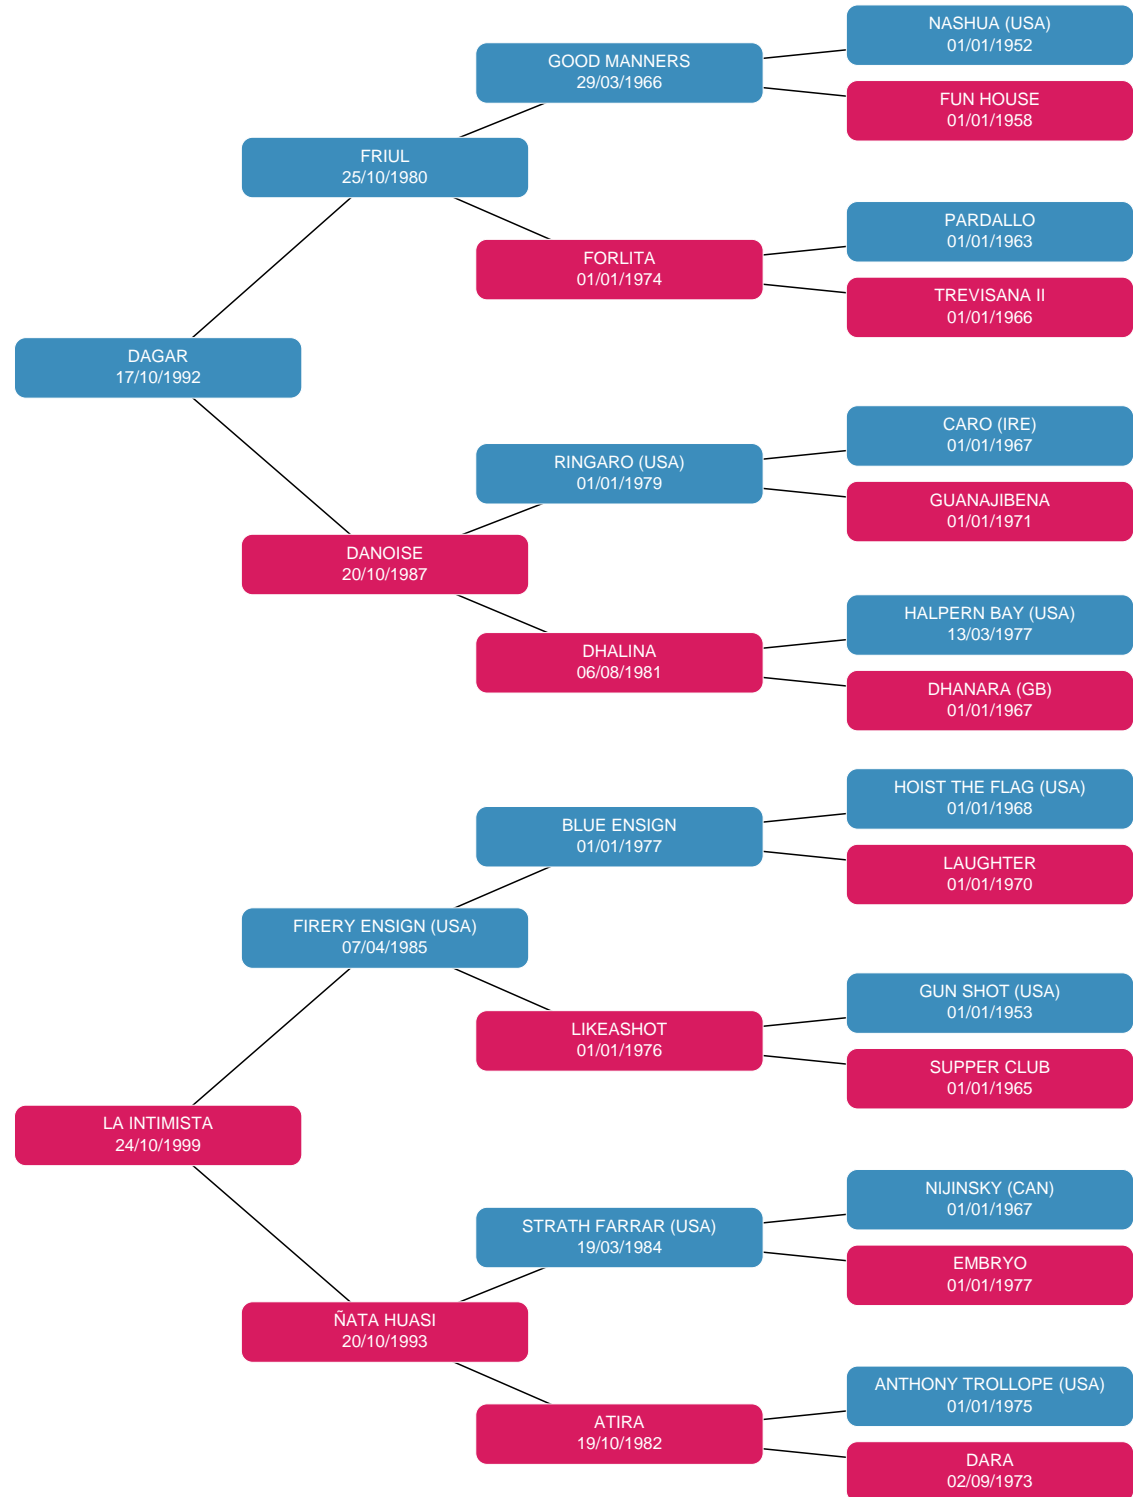 NASHUA (USA)
01/01/1952
GOOD MANNERS
29/03/1966
FUN HOUSE
01/01/1958
FRIUL
25/10/1980
PARDALLO
01/01/1963
FORLITA
01/01/1974
TREVISANA II
01/01/1966
DAGAR
17/10/1992
CARO (IRE)
01/01/1967
RINGARO (USA)
01/01/1979
GUANAJIBENA
01/01/1971
DANOISE
20/10/1987
HALPERN BAY (USA)
13/03/1977
DHALINA
06/08/1981
DHANARA (GB)
01/01/1967
HOIST THE FLAG (USA)
01/01/1968
BLUE ENSIGN
01/01/1977
LAUGHTER
01/01/1970
FIRERY ENSIGN (USA)
07/04/1985
GUN SHOT (USA)
01/01/1953
LIKEASHOT
01/01/1976
SUPPER CLUB
01/01/1965
LA INTIMISTA
24/10/1999
NIJINSKY (CAN)
01/01/1967
STRATH FARRAR (USA)
19/03/1984
EMBRYO
01/01/1977
ÑATA HUASI
20/10/1993
ANTHONY TROLLOPE (USA)
01/01/1975
ATIRA
19/10/1982
DARA
02/09/1973